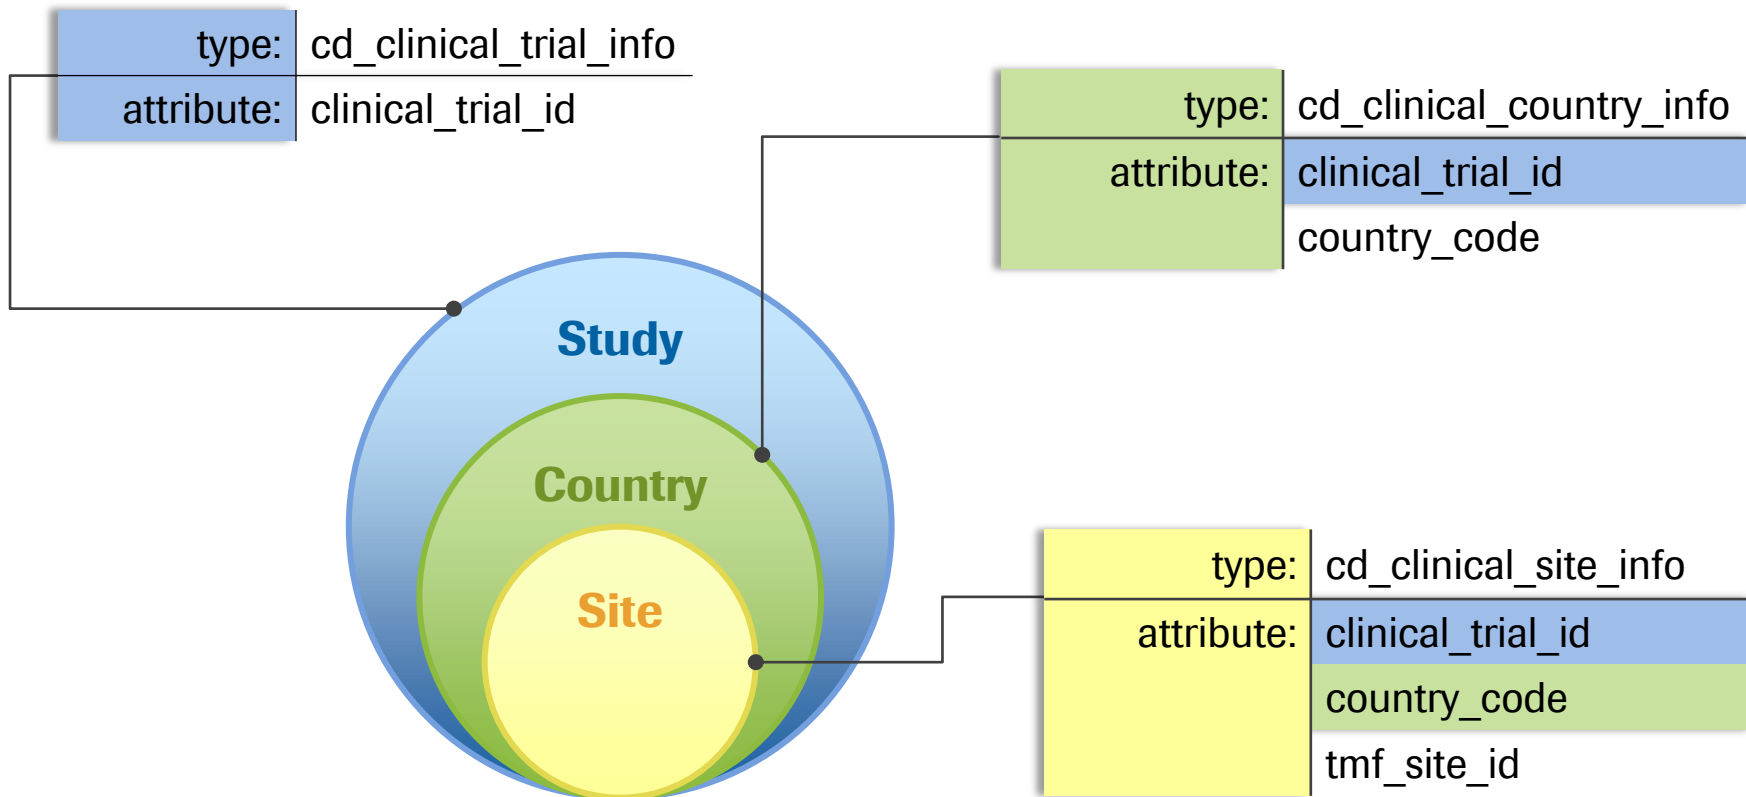 type: cd_clinical_trial_info
attribute: clinical_trial_id
type: cd_clinical_country_info
attribute: clinical_trial_id
country_code
Study
Country
Site
type: cd_clinical_site_info
attribute: clinical_trial_id
country_code
tmf_site_id